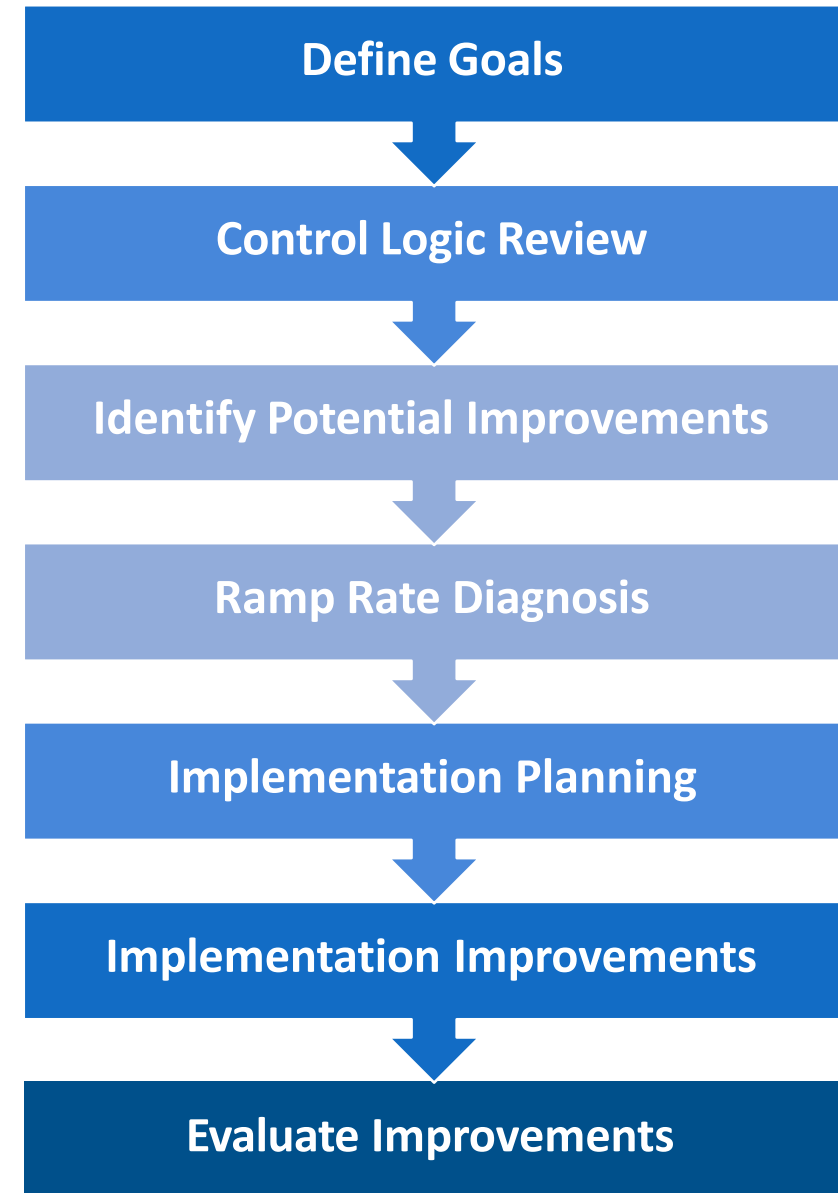 Define Goals
Control Logic Review
Identify Potential Improvements
Ramp Rate Diagnosis
Implementation Planning
Implementation Improvements
Evaluate Improvements